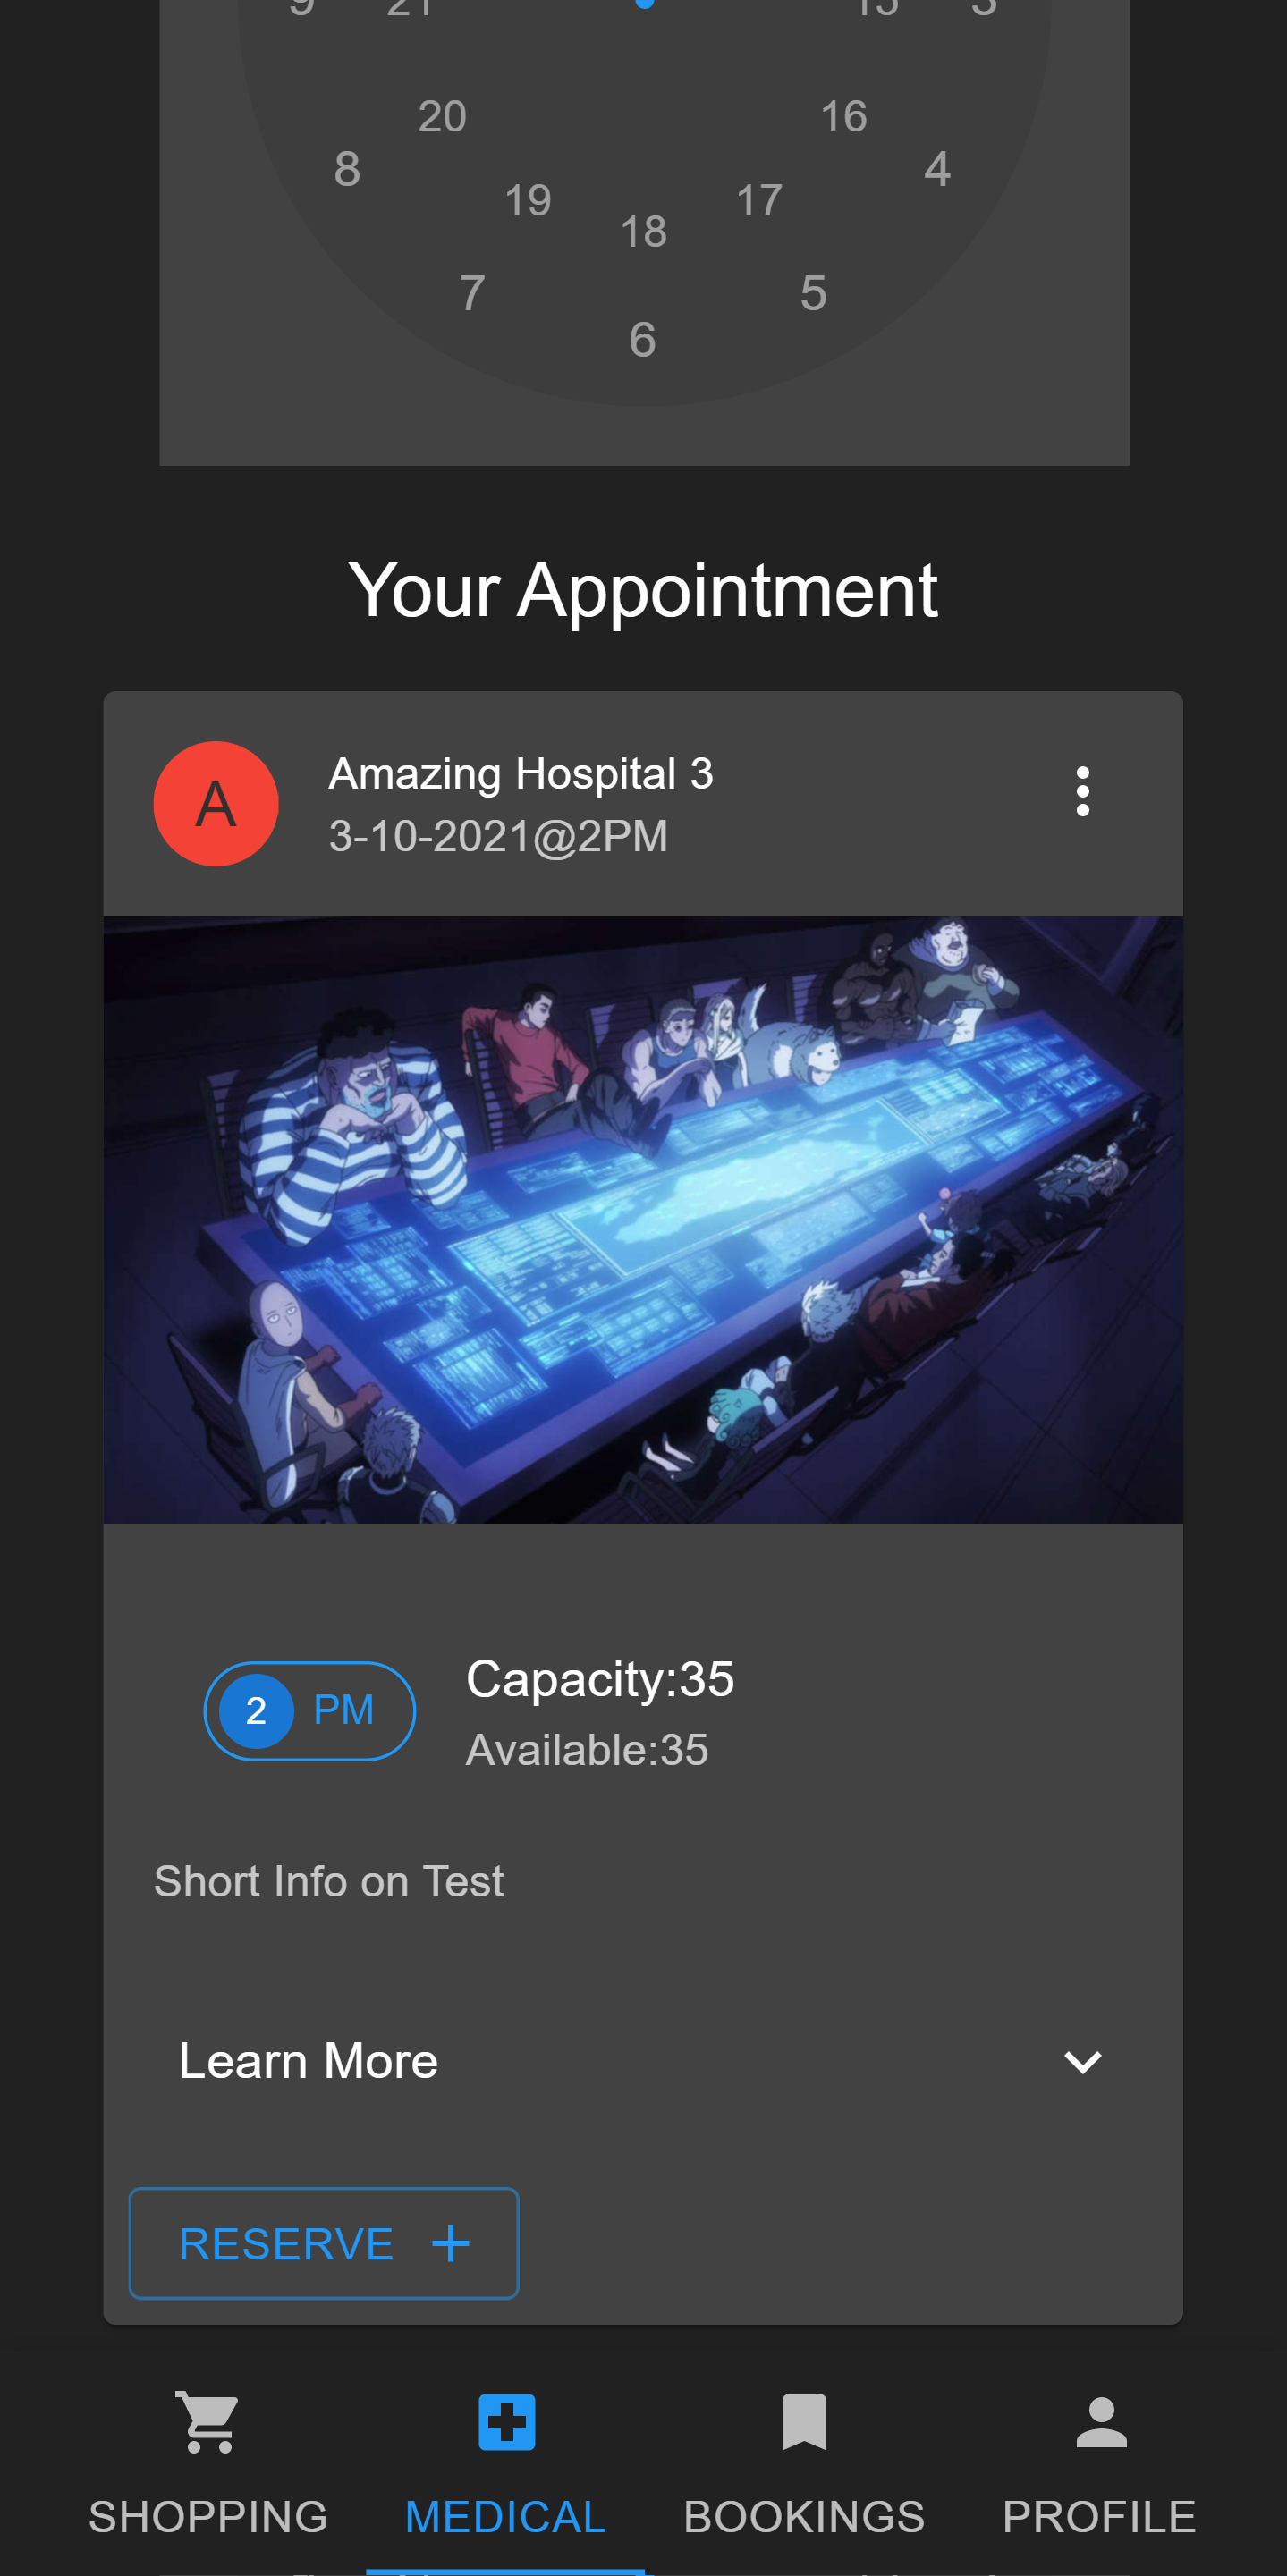 9 21 15 3
20 16
8 4
19 17
18
7 5
6
Your Appointment
A
Amazing Hospital 3
3-10-2021@2PM
2 PM
Capacity:35
Available:35
Short Info on Test
Learn More
RESERVE +
SHOPPING MEDICAL BOOKINGS PROFILE